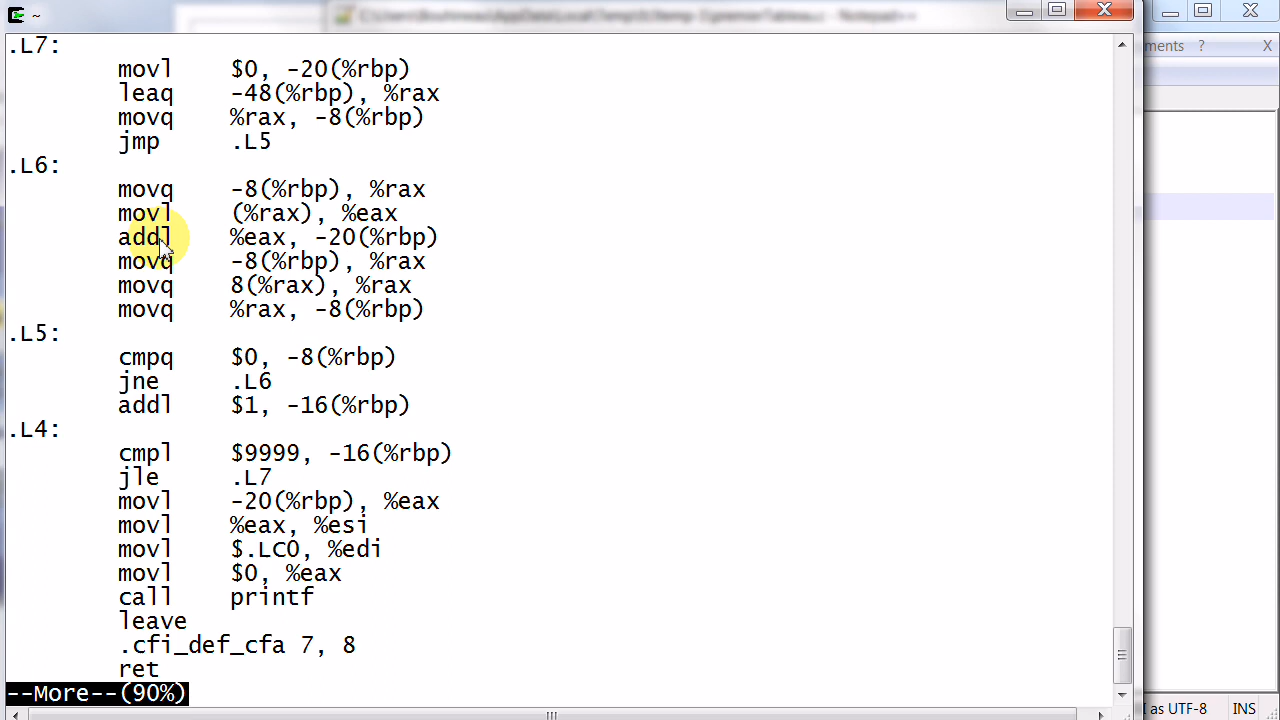 ~
.L7:
movl $0, -20(%rbp)
leaq -48(%rbp), %rax
movq %rax, -8(%rbp)
jmp .L5
.L6:
movq -8(%rbp), %rax
movl (%rax), %eax
addl %eax, -20(%rbp)
movq -8(%rbp), %rax
movq 8(%rax), %rax
movq %rax, -8(%rbp)
.L5:
cmpq $0, -8(%rbp)
jne .L6
addl $1, -16(%rbp)
.L4:
cmpl $9999, -16(%rbp)
jle .L7
movl -20(%rbp), %eax
movl %eax, %esi
movl $.LC0, %edi
movl $0, %eax
call printf
leave
.cfi_def_cfa 7, 8
ret
--More--(90%)
ments ? X
as UTF-8 INS